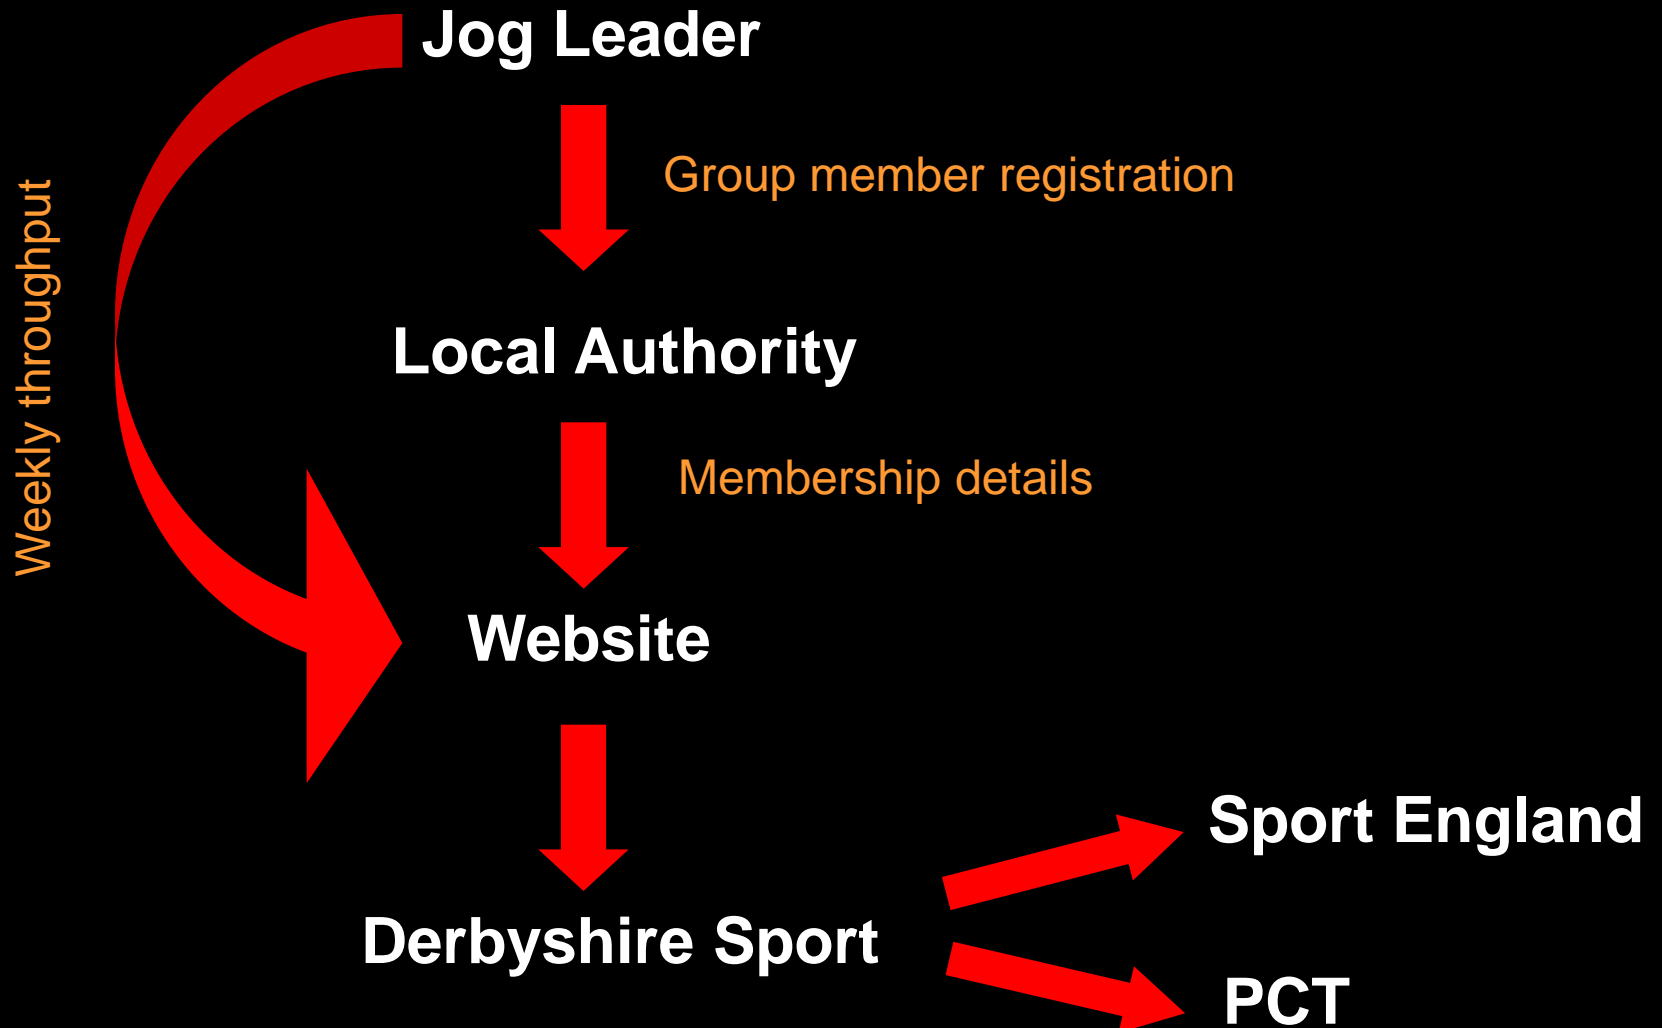 Jog Leader
Group member registration
Weekly throughput
Local Authority
Membership details
Website
Sport England
Derbyshire Sport
PCT